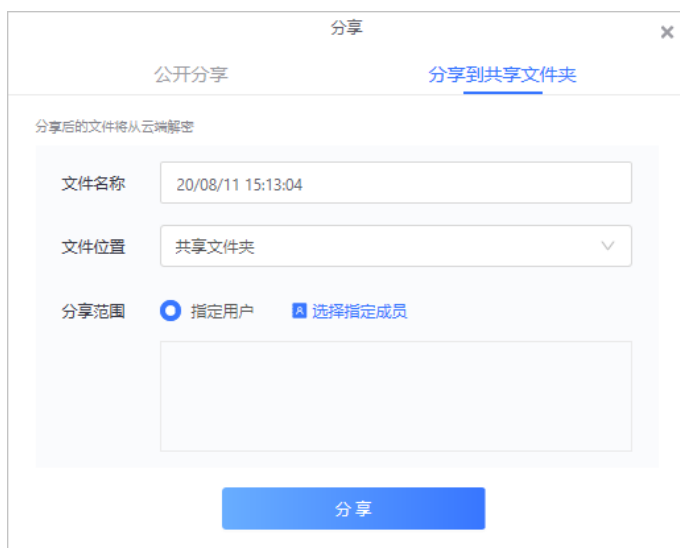 分享
公开分享 分享到共享文件夹
分享后的文件将从云端解密
文件名称 20/08/11 15:13:04
文件位置 共享文件夹
分享范围 指定用户 选择指定成员
分享